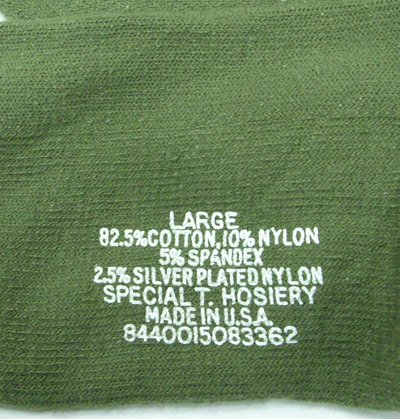 LARGE
82.5% COTTON, 10% NYLON
5% SPANDEX
2.5% SILVER PLATED NYLON
SPECIAL T. HOSIERY
MADE IN U.S.A.
8440015083362